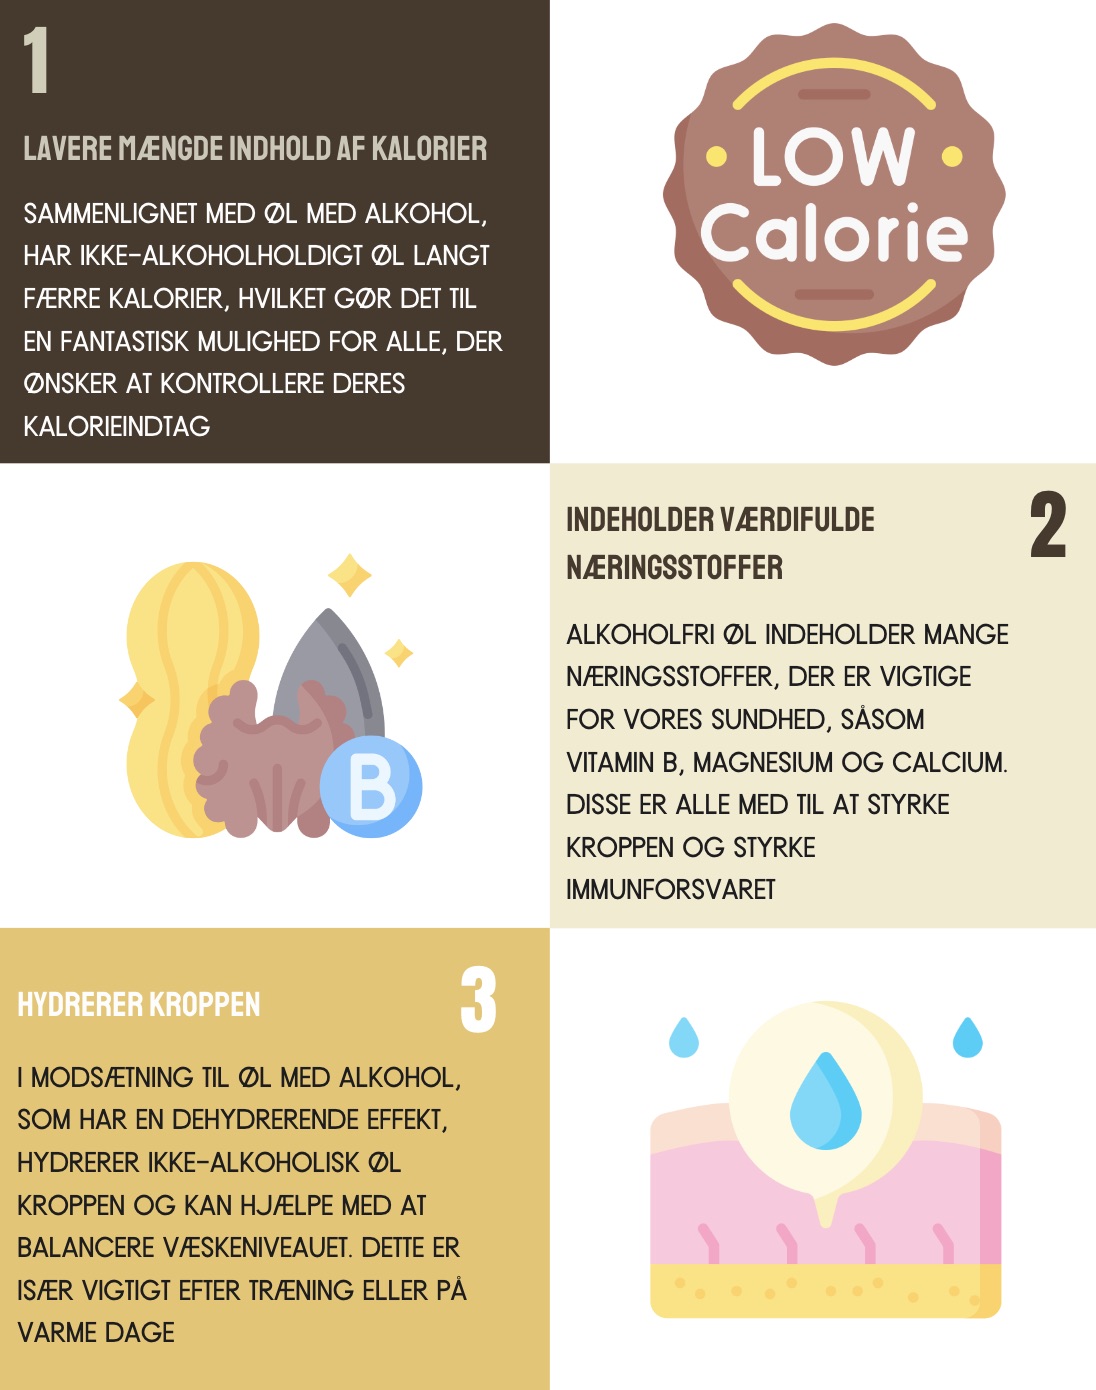 1
LAVERE MÆNGDE INDHOLD AF KALORIER
SAMMENLIGNET MED ØL MED ALKOHOL,
HAR IKKE-ALKOHOLHOLDIGT ØL LANGT
FÆRRE KALORIER, HVILKET GØR DET TIL
EN FANTASTISK MULIGHED FOR ALLE, DER
ØNSKER AT KONTROLLERE DERES
KALORIEINDTAG
LOW
Calorie
B
2
INDEHOLDER VÆRDIFULDE
NÆRINGSSTOFFER
ALKOHOLFRI ØL INDEHOLDER MANGE
NÆRINGSSTOFFER, DER ER VIGTIGE
FOR VORES SUNDHED, SÅSOM
VITAMIN B, MAGNESIUM OG CALCIUM.
DISSE ER ALLE MED TIL AT STYRKE
KROPPEN OG STYRKE
IMMUNFORSVARET
3
HYDRERER KROPPEN
I MODSÆTNING TIL ØL MED ALKOHOL,
SOM HAR EN DEHYDRERENDE EFFEKT,
HYDRERER IKKE-ALKOHOLISK ØL
KROPPEN OG KAN HJÆLPE MED AT
BALANCERE VÆSKENIVEAUET. DETTE ER
ISÆR VIGTIGT EFTER TRÆNING ELLER PÅ
VARME DAGE